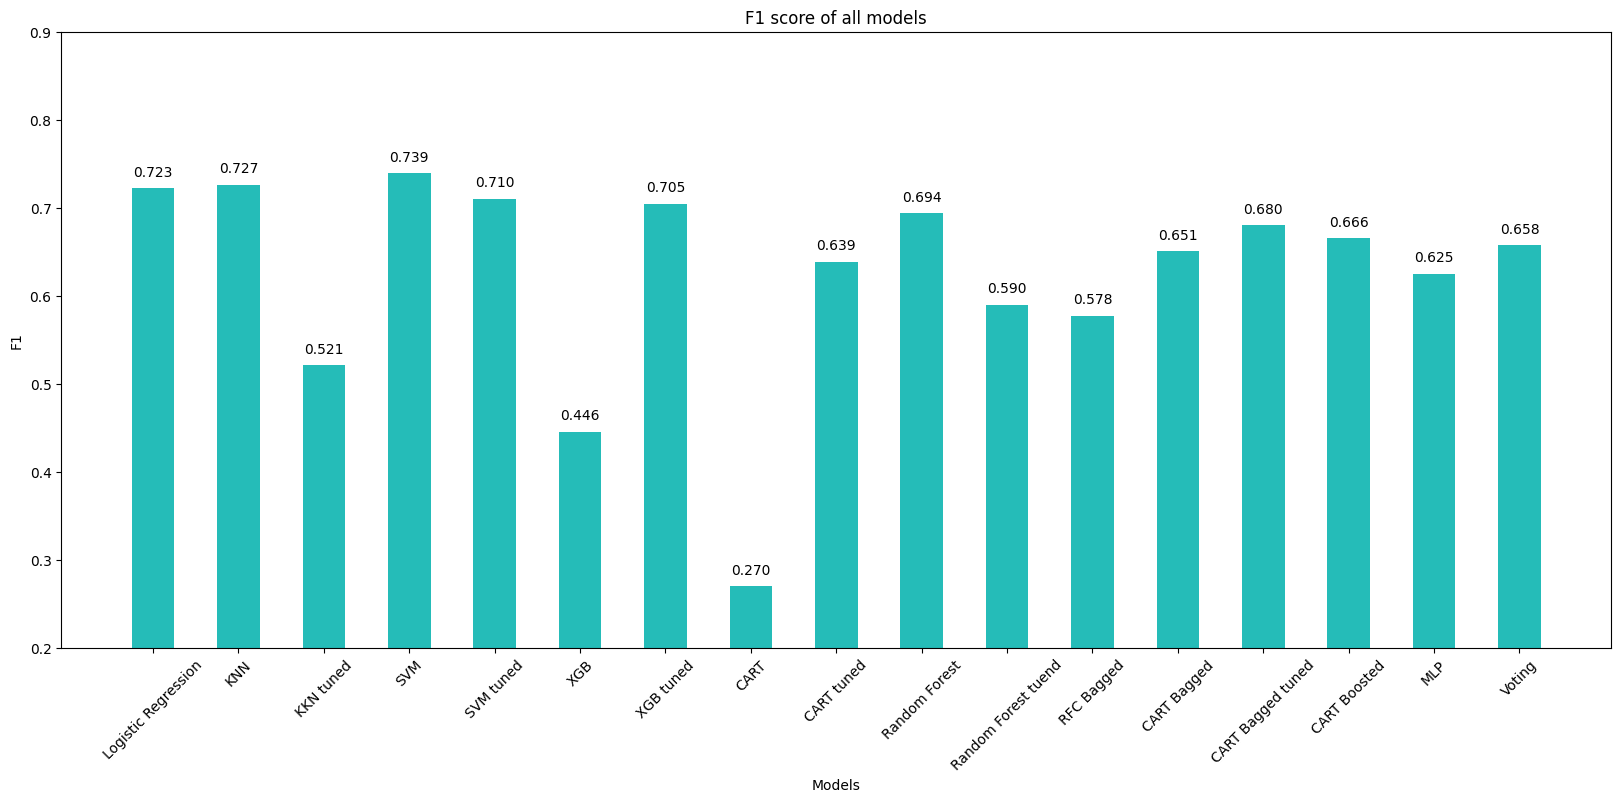 F1 score of all models
0.9
0.8
0.7
0.6
0.5
0.4
0.3
0.2
F1
0.723
0.727
0.521
0.739
0.710
0.446
0.705
0.270
0.639
0.694
0.590
0.578
0.651
0.680
0.666
0.625
0.658
Logistic Regression
KNN
KKN tuned
SVM
SVM tuned
XGB
XGB tuned
CART
CART tuned
Random Forest
Random Forest tuend
RFC Bagged
CART Bagged
CART Bagged tuned
CART Boosted
MLP
Voting
Models